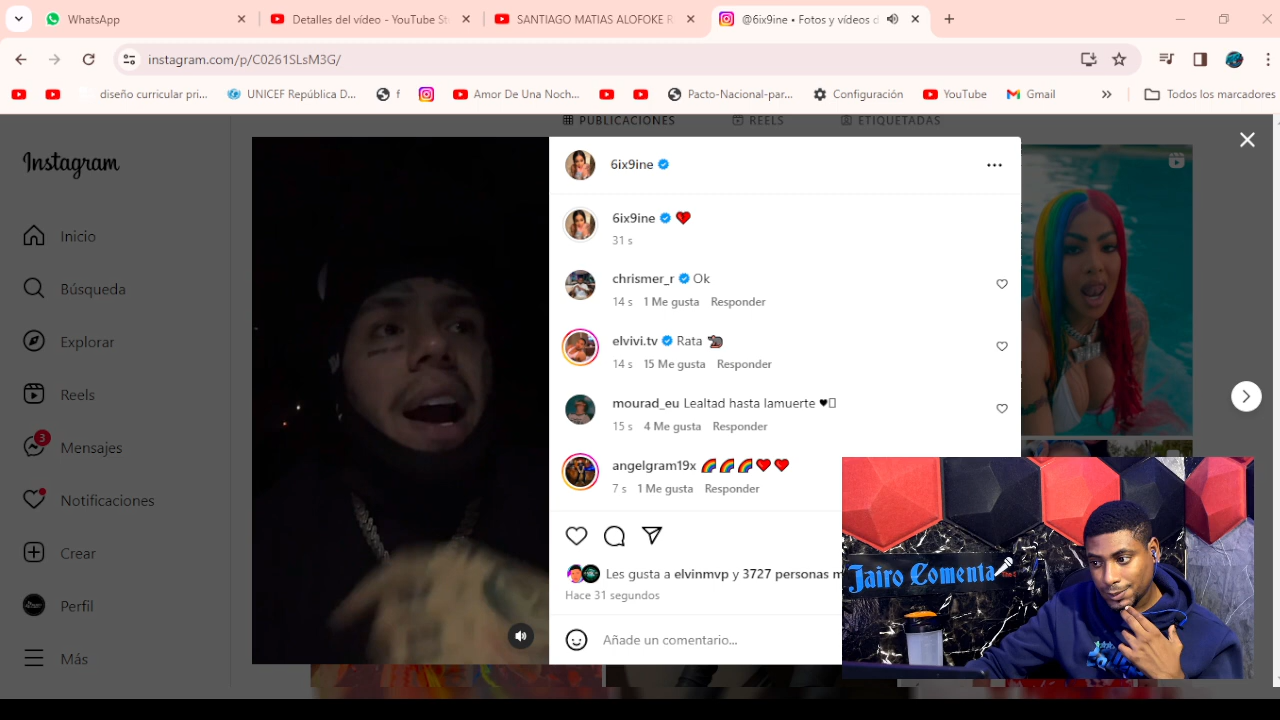 WhatsApp
Detalles del vídeo - YouTube St
SANTIAGO MATIAS ALOFOKE R
@6ix9ine • Fotos y vídeos d
instagram.com/p/C0261SLsM3G/
diseño curricular pri...
UNICEF República D...
f
Amor De Una Noch...
Pacto-Nacional-par...
Configuración
YouTube
Gmail
Todos los marcadores
PUBLICACIONES
REELS
ETIQUETADAS
Instagram
Inicio
Búsqueda
Explorar
Reels
3
Mensajes
Notificaciones
Crear
Perfil
Más
6ix9ine
6ix9ine ❤️
31 s
chrismer_r Ok
14 s 1 Me gusta Responder
elvivi.tv Rata 🐀
14 s 15 Me gusta Responder
mourad_eu Lealtad hasta lamuerte ♥
15 s 4 Me gusta Responder
angelgram19x 🌈🌈🌈❤️❤️
7 s 1 Me gusta Responder
Les gusta a elvinmvp y 3727 personas m
Hace 31 segundos
Añade un comentario...
Jairo Comenta